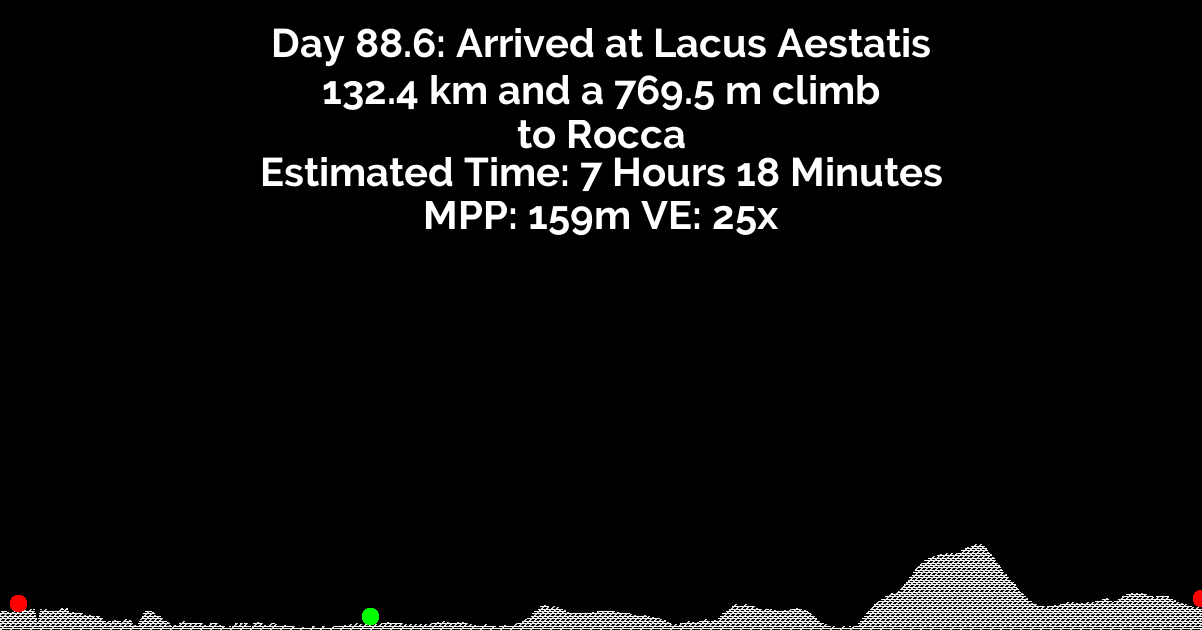 Day 88.6: Arrived at Lacus Aestatis
132.4 km and a 769.5 m climb
to Rocca
Estimated Time: 7 Hours 18 Minutes
MPP: 159m VE: 25x